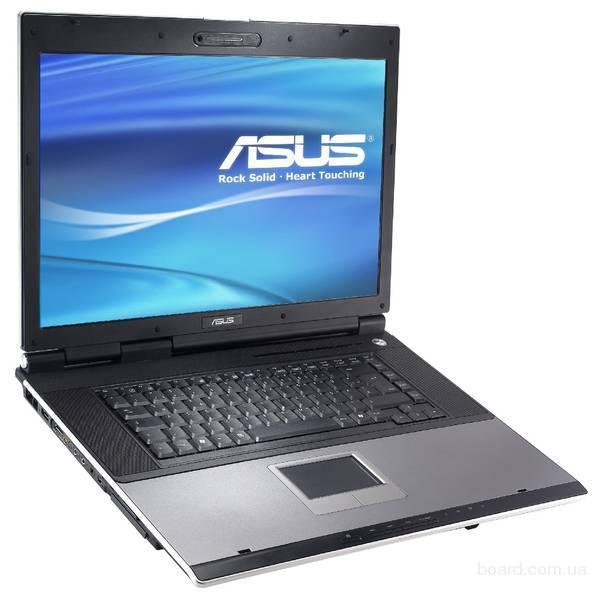 ASUS®
Rock Solid · Heart Touching
ASUS
board.com.ua